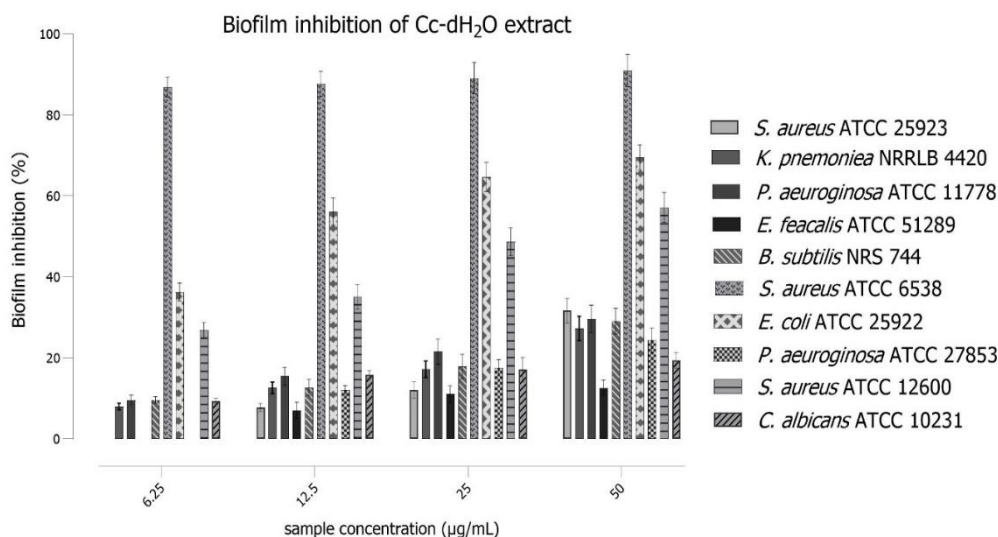 Biofilm inhibition of Cc-dH₂O extract
Biofilm inhibition (%)
100
80
60
40
20
0
6.25
12.5
25
50
sample concentration (µg/mL)
S. aureus ATCC 25923
K. pnemoniea NRRLB 4420
P. aeuroginosa ATCC 11778
E. feacalis ATCC 51289
B. subtilis NRS 744
S. aureus ATCC 6538
E. coli ATCC 25922
P. aeuroginosa ATCC 27853
S. aureus ATCC 12600
C. albicans ATCC 10231